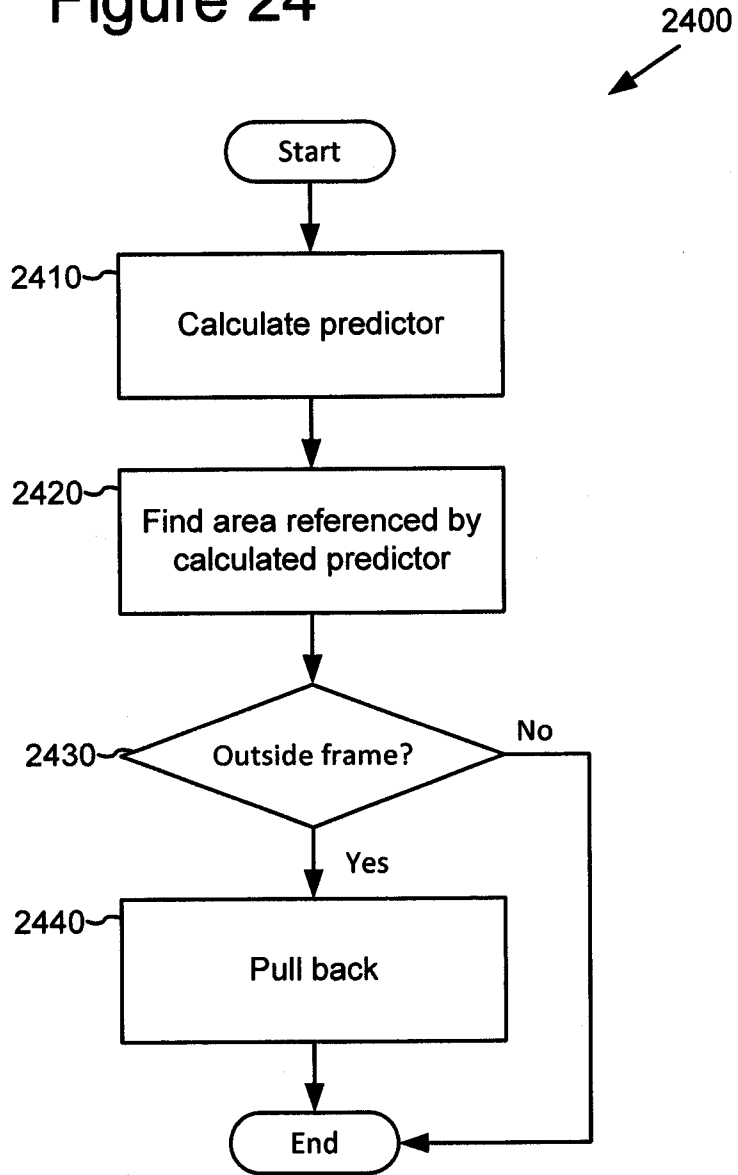 Figure 24
2400
Start
2410
Calculate predictor
2420
Find area referenced by
calculated predictor
2430
Outside frame?
No
Yes
2440
Pull back
End